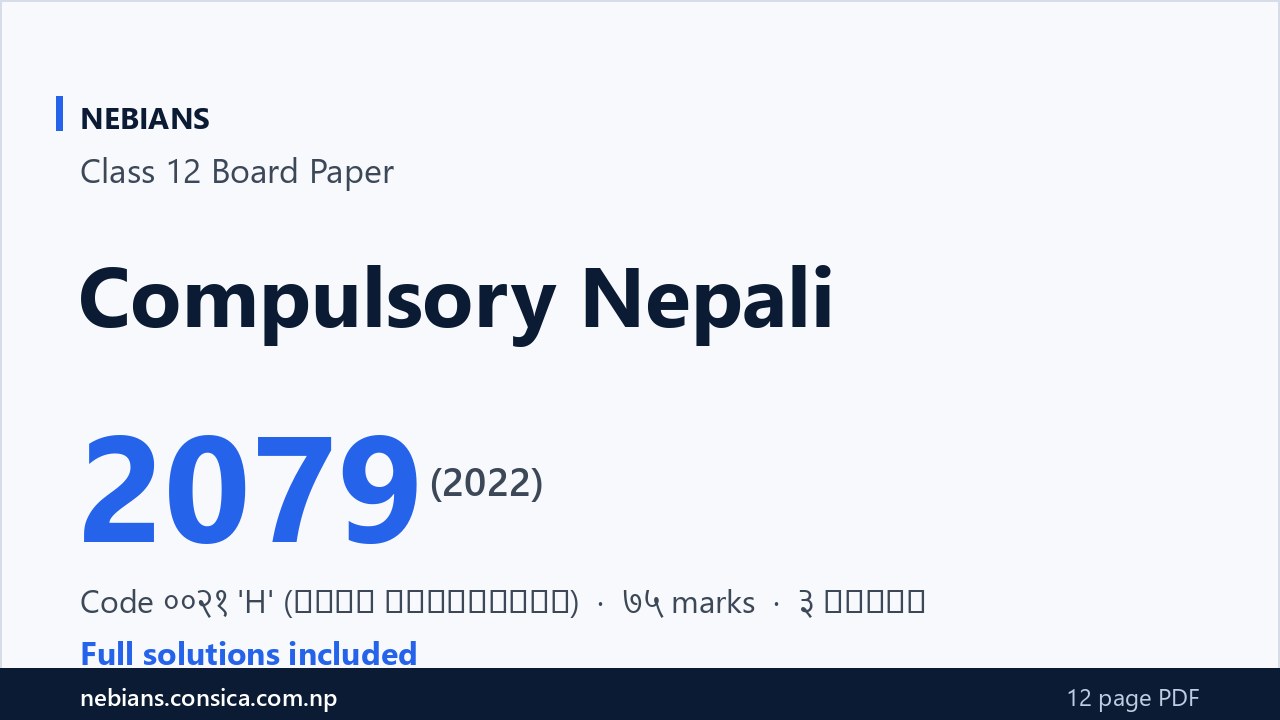 NEBIANS
Class 12 Board Paper
Compulsory Nepali
2079 (2022)
Code ००२१ 'H' () · ७५ marks · ३
Full solutions included
nebians.consica.com.np
12 page PDF